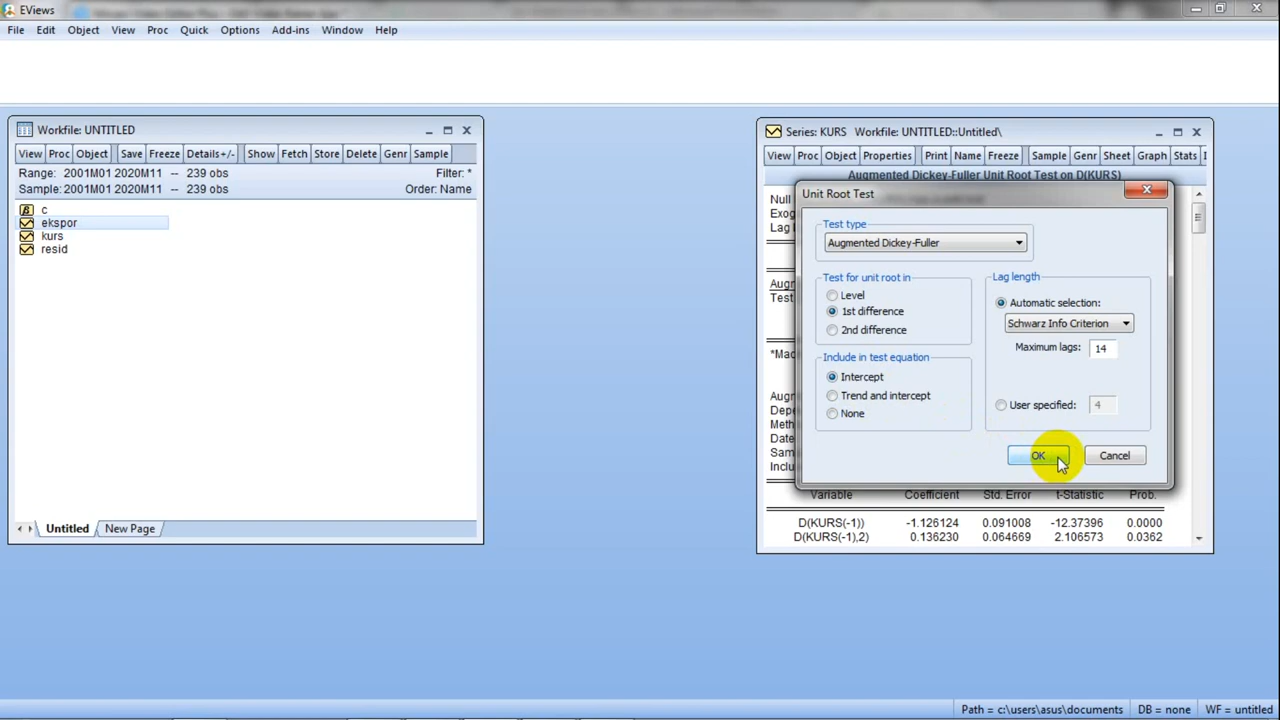 EViews
File Edit Object View Proc Quick Options Add-ins Window Help
Workfile: UNTITLED
View Proc Object Save Freeze Details+/- Show Fetch Store Delete Genr Sample
Range: 2001M01 2020M11 -- 239 obs Filter: *
Sample: 2001M01 2020M11 -- 239 obs Order: Name
c
ekspor
kurs
resid
Untitled New Page
Series: KURS Workfile: UNTITLED::Untitled\
View Proc Object Properties Print Name Freeze Sample Genr Sheet Graph Stats
Augmented Dickey-Fuller Unit Root Test on D(KURS)
Null
Exog
Lag
Augn
Test
*Mac
Augn
Depe
Meth
Date
Sam
Inclu
Unit Root Test
Test type
Augmented Dickey-Fuller
Test for unit root in
Level
1st difference
2nd difference
Include in test equation
Intercept
Trend and intercept
None
Lag length
Automatic selection:
Schwarz Info Criterion
Maximum lags: 14
User specified: 4
OK Cancel
Variable Coefficient Std. Error t-Statistic Prob.
D(KURS(-1)) -1.126124 0.091008 -12.37396 0.0000
D(KURS(-1),2) 0.136230 0.064669 2.106573 0.0362
Path = c:\users\asus\documents DB = none WF = untitled